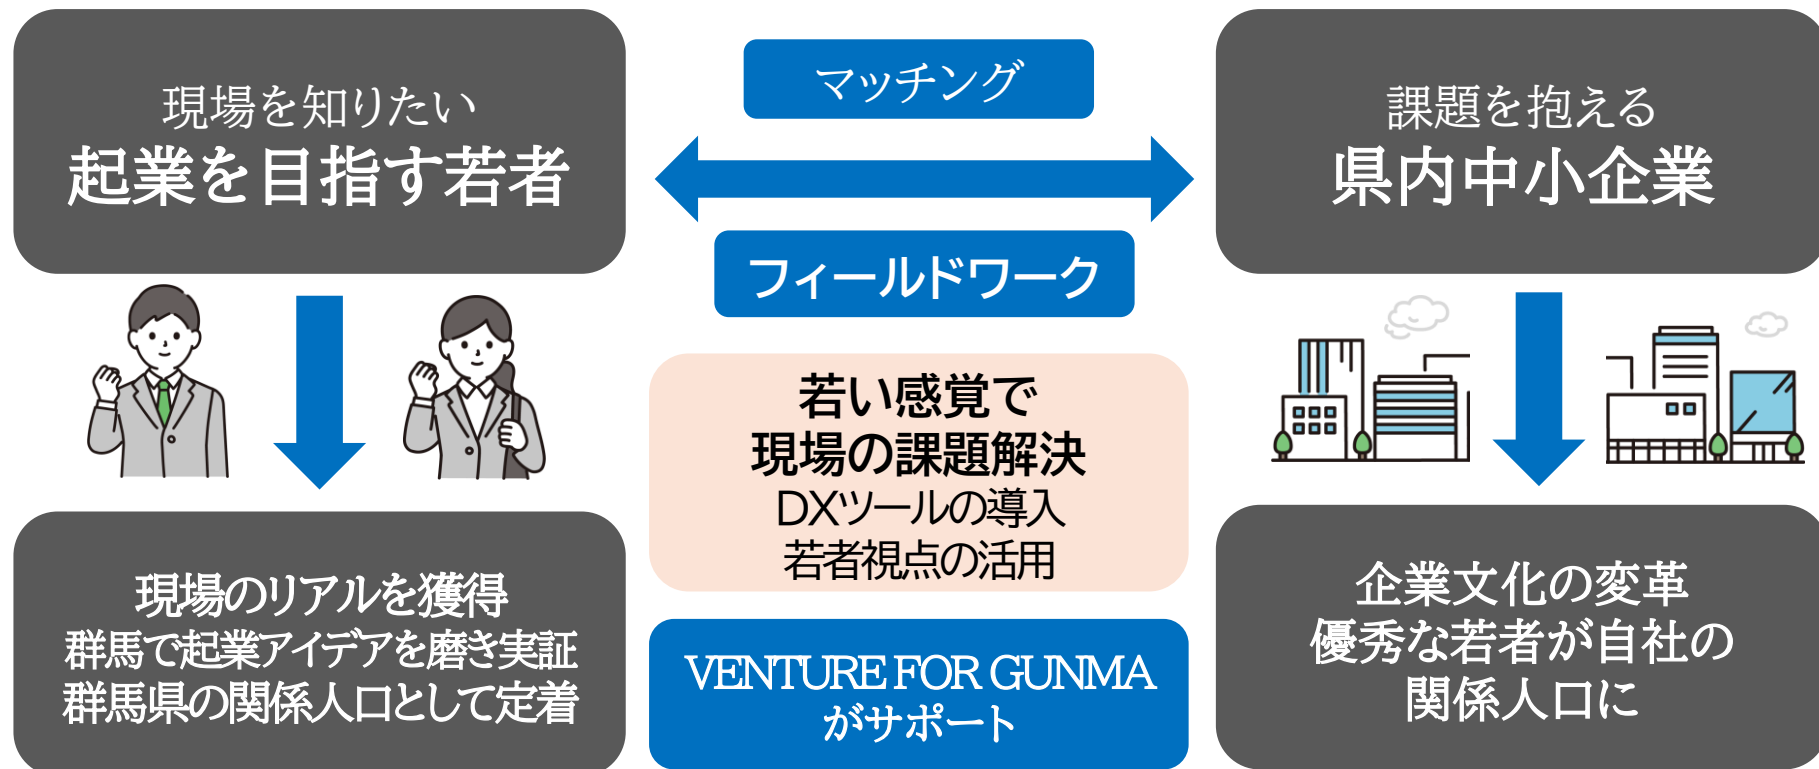 現場を知りたい
起業を目指す若者
マッチング
フィールドワーク
課題を抱える
県内中小企業
若い感覚で
現場の課題解決
DXツールの導入
若者視点の活用
現場のリアルを獲得
群馬で起業アイデアを磨き実証
群馬県の関係人口として定着
VENTURE FOR GUNMA
がサポート
企業文化の変革
優秀な若者が自社の
関係人口に